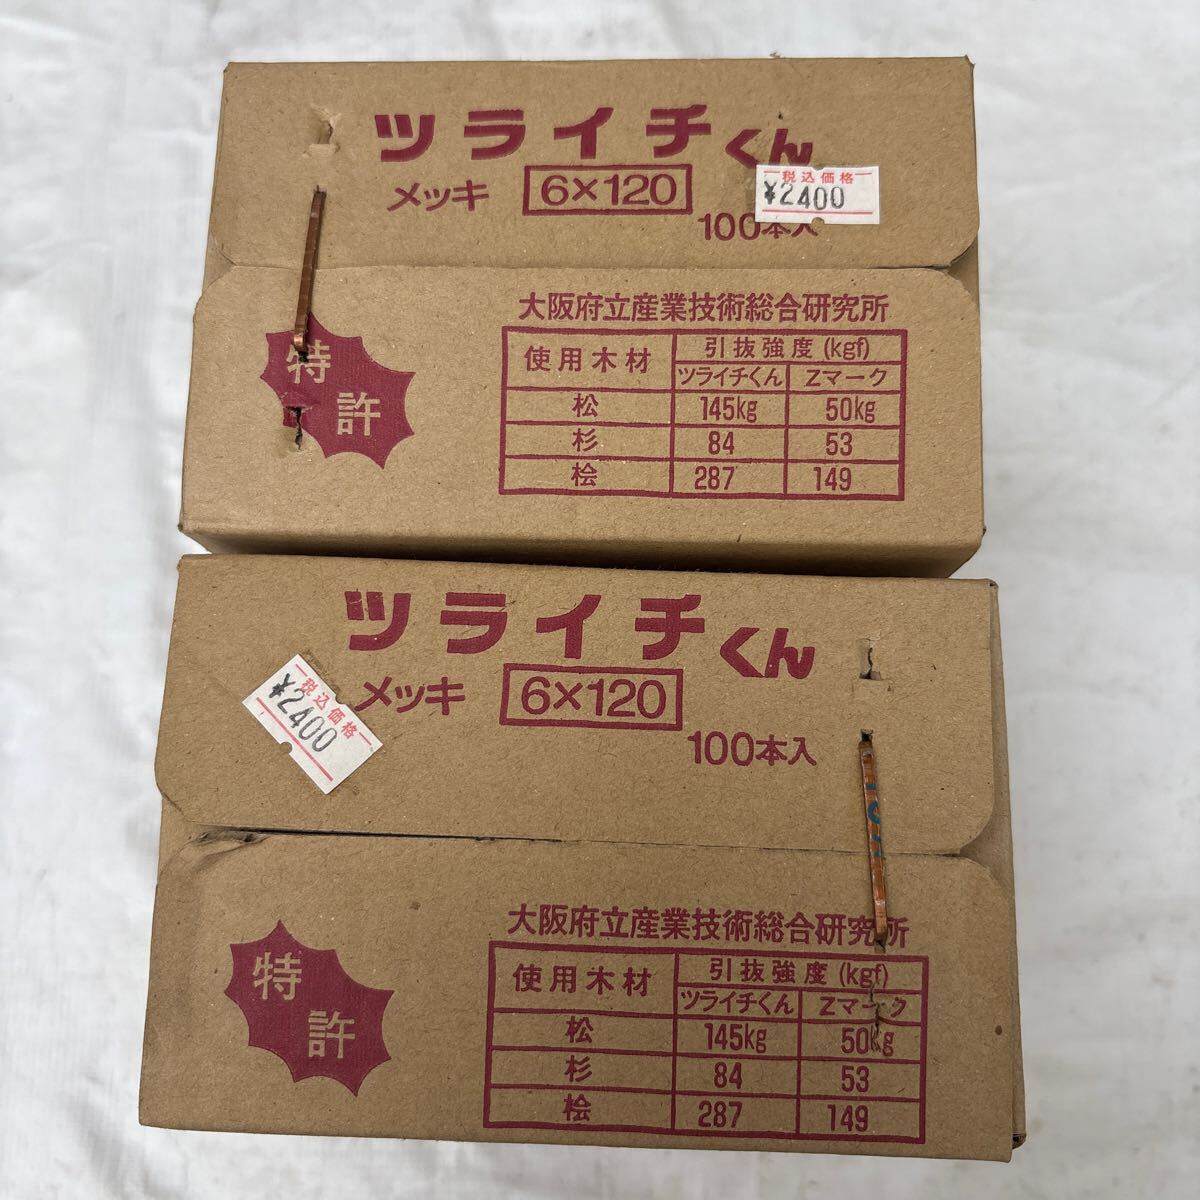 ツライチくん
メッキ 6×120
税込価格
¥2400
100本入
大阪府立産業技術総合研究所
特許
使用木材 引抜強度(kgf)
ツライチくん Zマーク
松 145kg 50kg
杉 84 53
桧 287 149
ツライチくん
税込価格
¥2400
メッキ 6×120
100本入
大阪府立産業技術総合研究所
特許
使用木材 引抜強度(kgf)
ツライチくん Zマーク
松 145kg 50kg
杉 84 53
桧 287 149